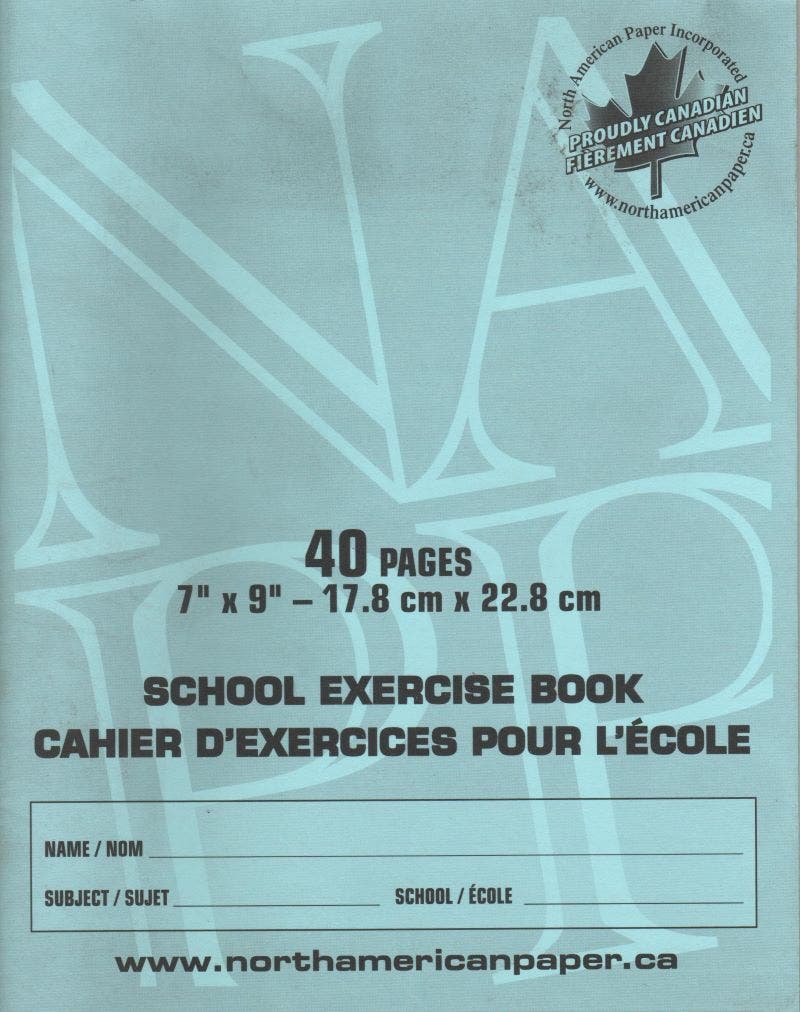 North American Paper Incorporated
PROUDLY CANADIAN
FIÈREMENT CANADIEN
www.northamericanpaper.ca
NAPP
40 PAGES
7" x 9" – 17.8 cm x 22.8 cm
SCHOOL EXERCISE BOOK
CAHIER D'EXERCICES POUR L'ÉCOLE
NAME / NOM
SUBJECT / SUJET SCHOOL / ÉCOLE
www.northamericanpaper.ca